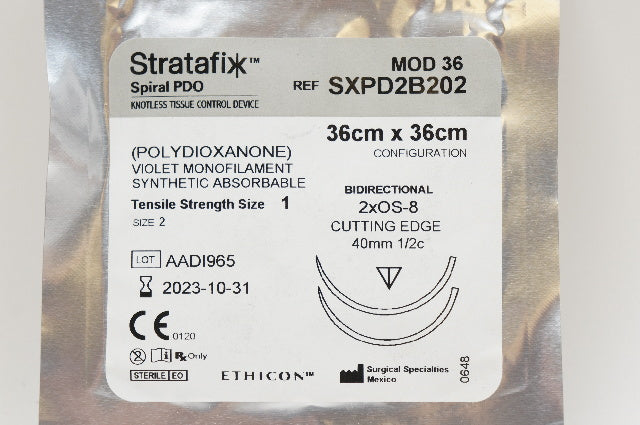 Stratafix™
Spiral PDO
KNOTLESS TISSUE CONTROL DEVICE
MOD 36
REF SXPD2B202
36cm x 36cm
CONFIGURATION
(POLYDIOXANONE)
VIOLET MONOFILAMENT
SYNTHETIC ABSORBABLE
Tensile Strength Size 1
SIZE 2
BIDIRECTIONAL
2xOS-8
CUTTING EDGE
40mm 1/2c
LOT AADI965
2023-10-31
CE 0120
2 i Rx Only
STERILE EO
ETHICON™
Surgical Specialties
Mexico
0648